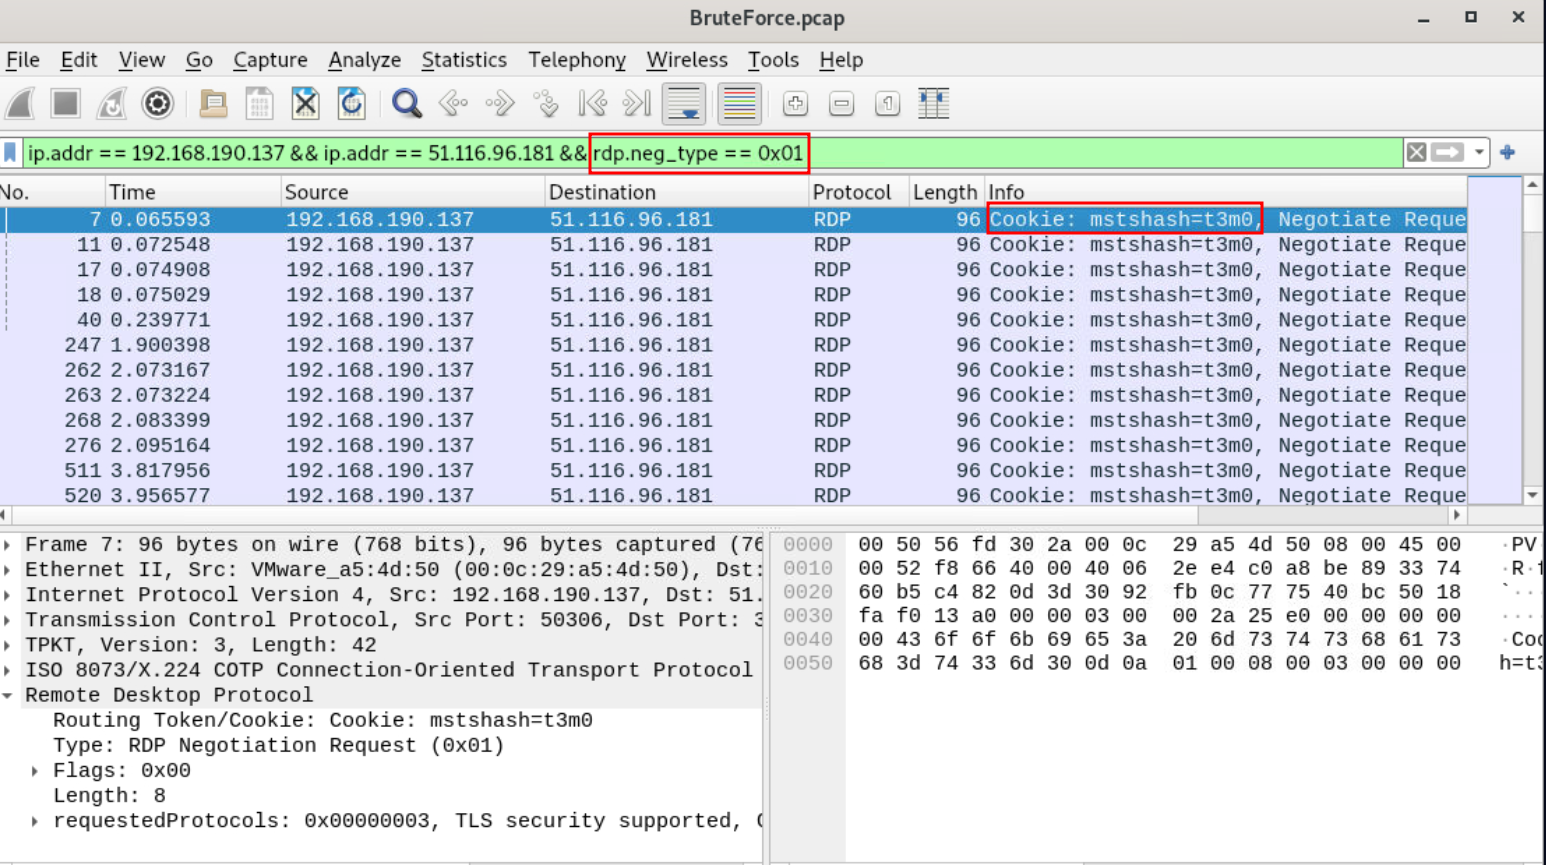 BruteForce.pcap
File Edit View Go Capture Analyze Statistics Telephony Wireless Tools Help
ip.addr == 192.168.190.137 && ip.addr == 51.116.96.181 && rdp.neg_type == 0x01
No. Time Source Destination Protocol Length Info
7 0.065593 192.168.190.137 51.116.96.181 RDP 96 Cookie: mstshash=t3m0, Negotiate Reque
11 0.072548 192.168.190.137 51.116.96.181 RDP 96 Cookie: mstshash=t3m0, Negotiate Reque
17 0.074908 192.168.190.137 51.116.96.181 RDP 96 Cookie: mstshash=t3m0, Negotiate Reque
18 0.075029 192.168.190.137 51.116.96.181 RDP 96 Cookie: mstshash=t3m0, Negotiate Reque
40 0.239771 192.168.190.137 51.116.96.181 RDP 96 Cookie: mstshash=t3m0, Negotiate Reque
247 1.900398 192.168.190.137 51.116.96.181 RDP 96 Cookie: mstshash=t3m0, Negotiate Reque
262 2.073167 192.168.190.137 51.116.96.181 RDP 96 Cookie: mstshash=t3m0, Negotiate Reque
263 2.073224 192.168.190.137 51.116.96.181 RDP 96 Cookie: mstshash=t3m0, Negotiate Reque
268 2.083399 192.168.190.137 51.116.96.181 RDP 96 Cookie: mstshash=t3m0, Negotiate Reque
276 2.095164 192.168.190.137 51.116.96.181 RDP 96 Cookie: mstshash=t3m0, Negotiate Reque
511 3.817956 192.168.190.137 51.116.96.181 RDP 96 Cookie: mstshash=t3m0, Negotiate Reque
520 3.956577 192.168.190.137 51.116.96.181 RDP 96 Cookie: mstshash=t3m0, Negotiate Reque
Frame 7: 96 bytes on wire (768 bits), 96 bytes captured (76
Ethernet II, Src: VMware_a5:4d:50 (00:0c:29:a5:4d:50), Dst:
Internet Protocol Version 4, Src: 192.168.190.137, Dst: 51.
Transmission Control Protocol, Src Port: 50306, Dst Port: 3
TPKT, Version: 3, Length: 42
ISO 8073/X.224 COTP Connection-Oriented Transport Protocol
Remote Desktop Protocol
Routing Token/Cookie: Cookie: mstshash=t3m0
Type: RDP Negotiation Request (0x01)
Flags: 0x00
Length: 8
requestedProtocols: 0x00000003, TLS security supported,
0000 00 50 56 fd 30 2a 00 0c 29 a5 4d 50 08 00 45 00 ·PV
0010 00 52 f8 66 40 00 40 06 2e e4 c0 a8 be 89 33 74 ·R·f
0020 60 b5 c4 82 0d 3d 30 92 fb 0c 77 75 40 bc 50 18 `···
0030 fa f0 13 a0 00 00 03 00 00 2a 25 e0 00 00 00 00 ····
0040 00 43 6f 6f 6b 69 65 3a 20 6d 73 74 73 68 61 73 ·Coo
0050 68 3d 74 33 6d 30 0d 0a 01 00 08 00 03 00 00 00 h=t3